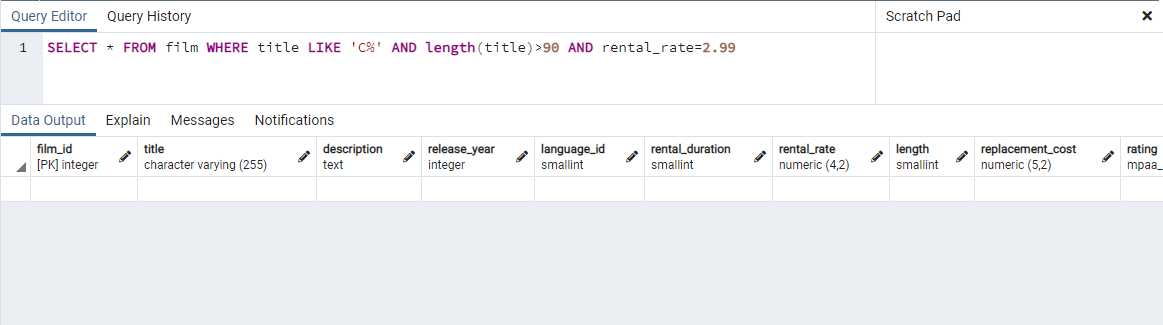 Query Editor Query History Scratch Pad
1 SELECT * FROM film WHERE title LIKE 'C%' AND length(title)>90 AND rental_rate=2.99
Data Output Explain Messages Notifications
film_id title description release_year language_id rental_duration rental_rate length replacement_cost rating
[PK] integer character varying (255) text integer smallint smallint numeric (4,2) smallint numeric (5,2) mpaa_